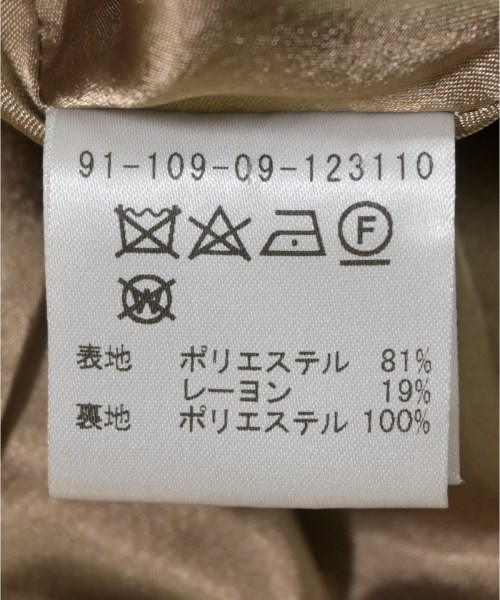 91-109-09-123110
F
W
表地 ポリエステル 81%
レーヨン 19%
裏地 ポリエステル 100%